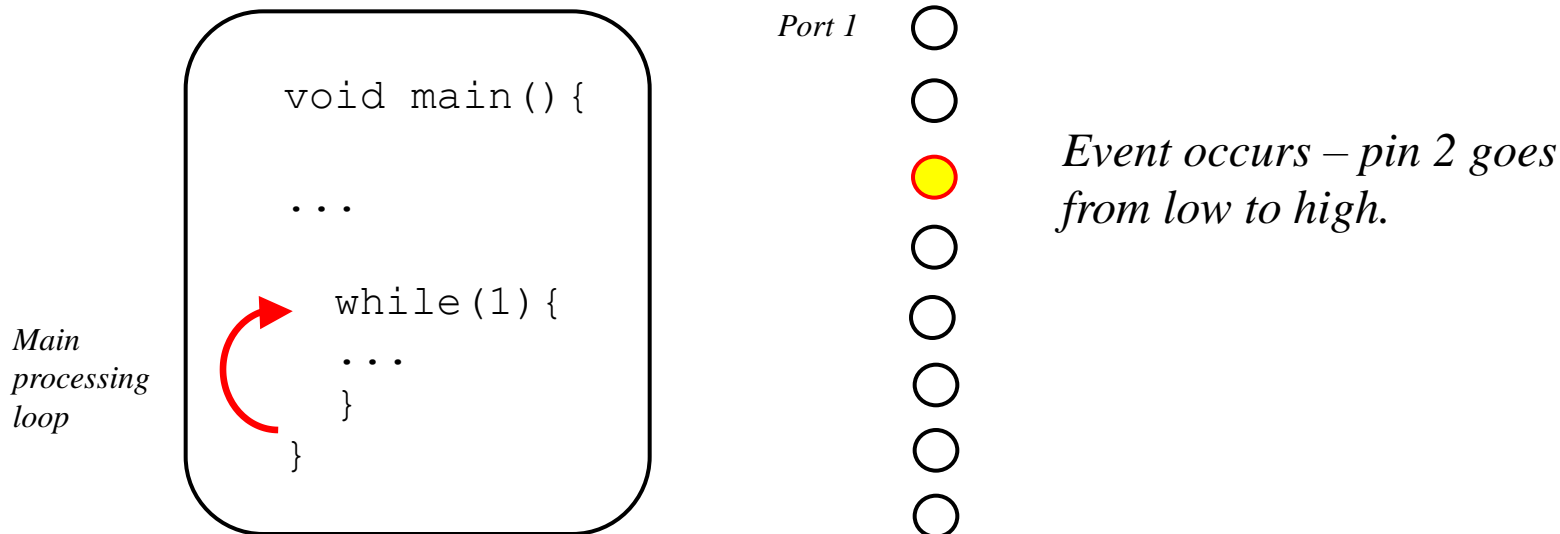 void main(){
...
while(1){
...
}
}
Main
processing
loop
Port 1
Event occurs – pin 2 goes
from low to high.